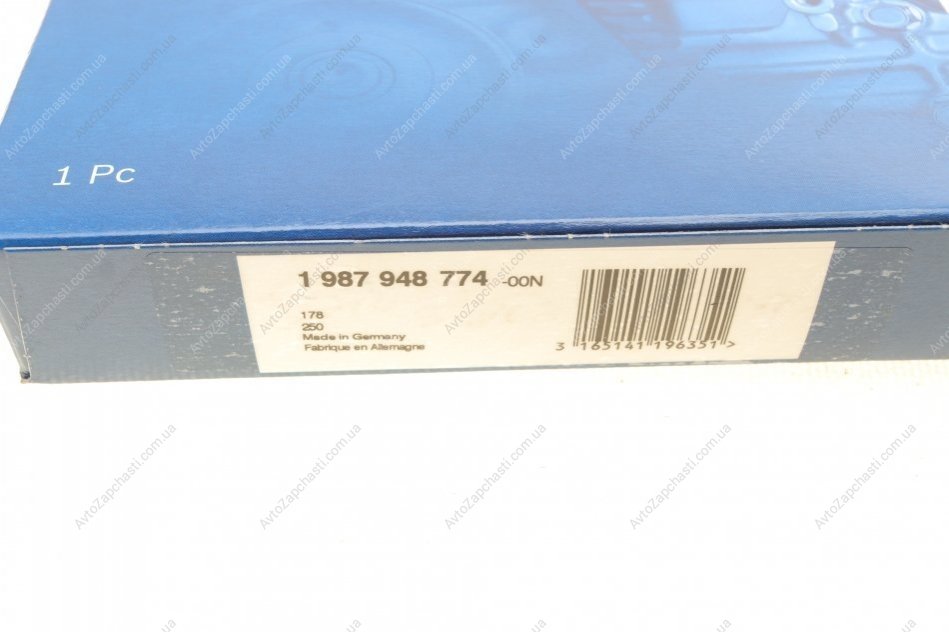 1 Pc
1 987 948 774 -00N
178
250
Made in Germany
Fabrique en Allemagne
3 165141 196351 >
AvtoZapchasti.com.ua